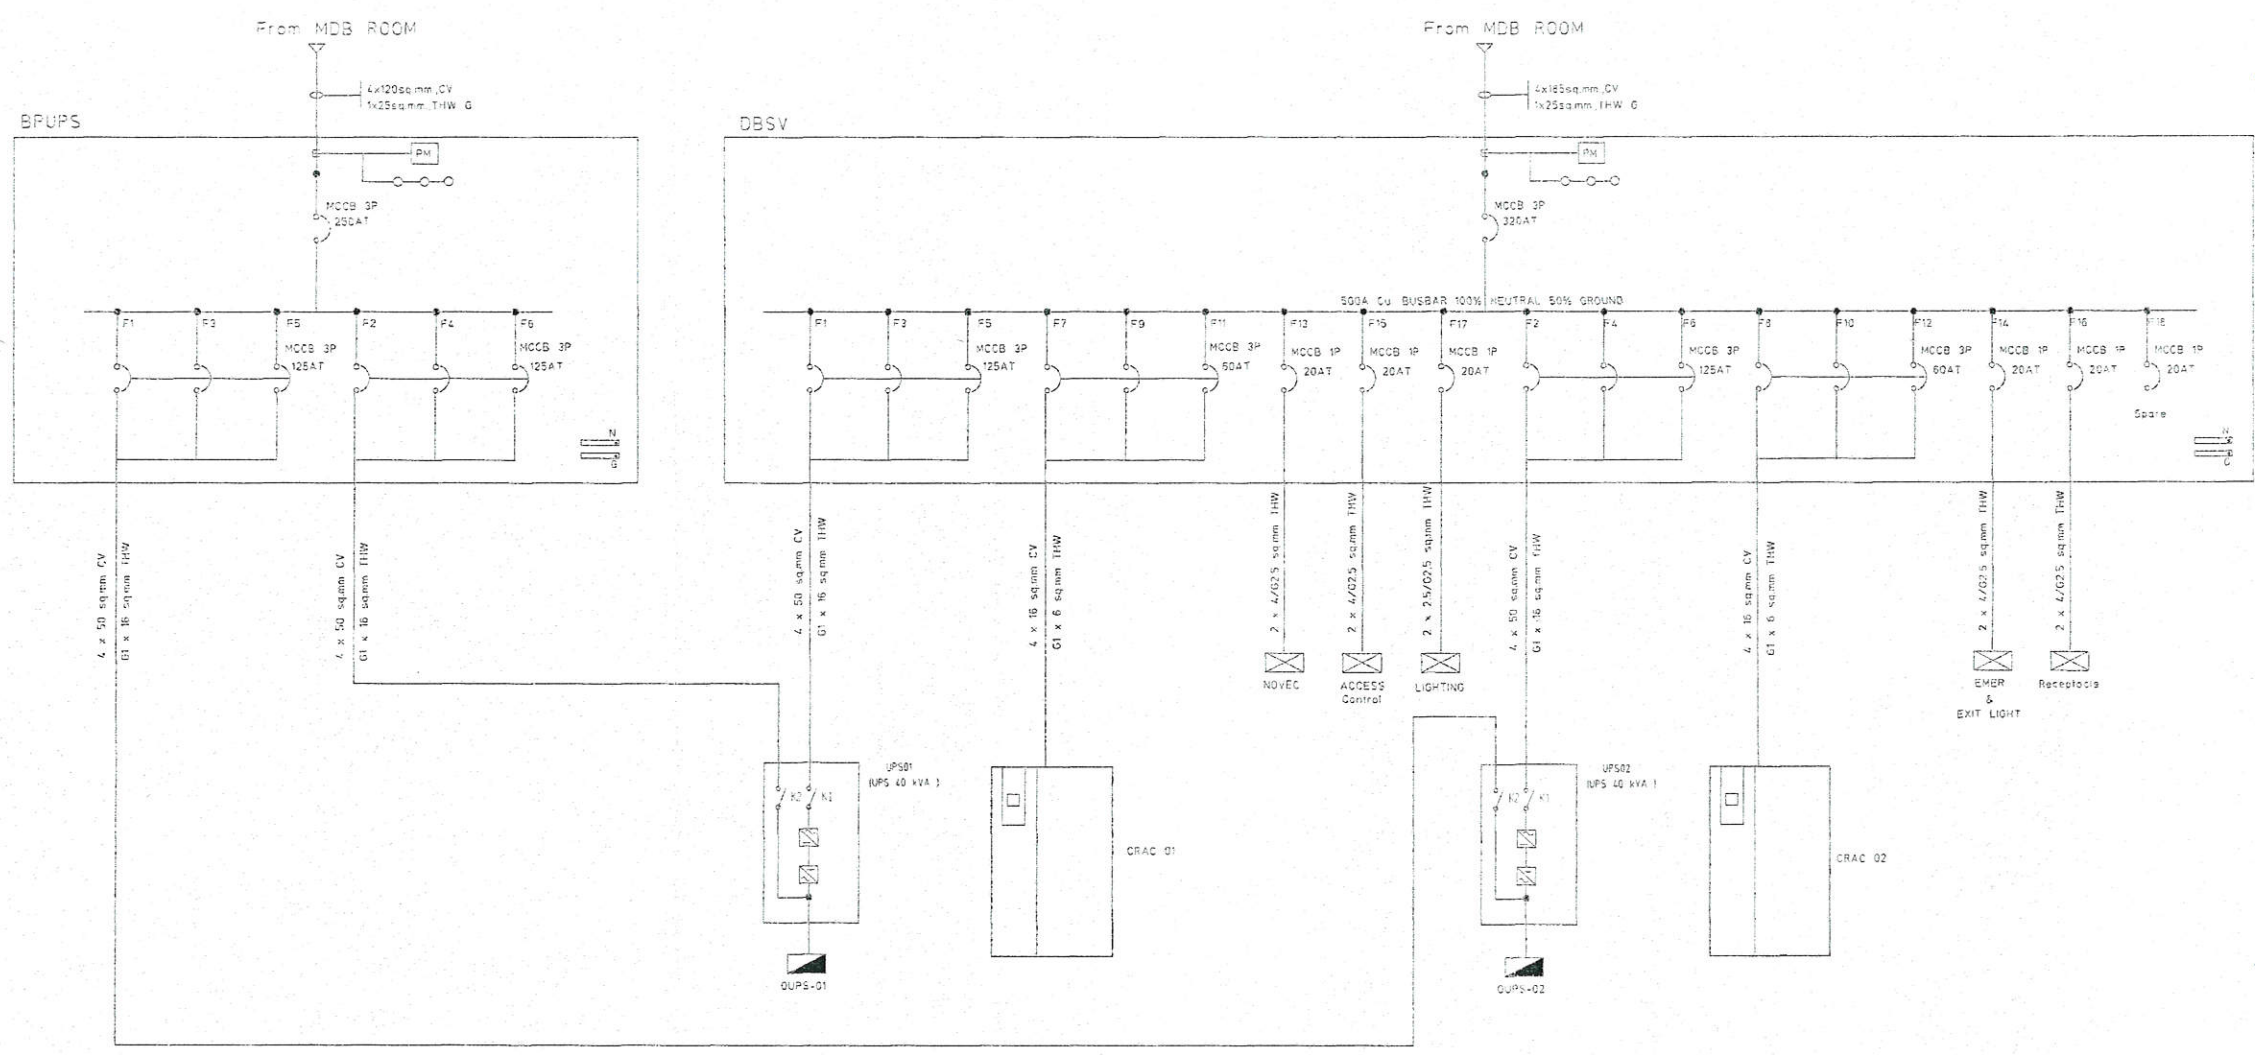 From MDB ROOM
4x120sq.mm.,CV
1x25sq.mm.,THW G
BPUPS
PM
MCCB 3P
250AT
F1
F3
F5
F2
F4
F6
MCCB 3P
125AT
MCCB 3P
125AT
N
G
4 x 50 sq.mm CV
G1 x 16 sq.mm THW
4 x 50 sq.mm CV
G1 x 16 sq.mm THW
From MDB ROOM
4x185sq.mm.,CV
1x25sq.mm.,THW G
DBSV
PM
MCCB 3P
320AT
500A Cu BUSBAR 100% NEUTRAL 50% GROUND
F1
F3
F5
F7
F9
F11
F13
F15
F17
F2
F4
F6
F8
F10
F12
F14
F16
F18
MCCB 3P
125AT
MCCB 3P
60AT
MCCB 1P
20AT
MCCB 1P
20AT
MCCB 1P
20AT
MCCB 3P
125AT
MCCB 3P
60AT
MCCB 1P
20AT
MCCB 1P
20AT
MCCB 1P
20AT
Spare
N
G
4 x 50 sq.mm CV
G1 x 16 sq.mm THW
4 x 16 sq.mm CV
G1 x 6 sq.mm THW
2 x 4/G2.5 sq.mm THW
2 x 4/G2.5 sq.mm THW
2 x 2.5/G2.5 sq.mm THW
4 x 50 sq.mm CV
G1 x 16 sq.mm THW
4 x 16 sq.mm CV
G1 x 6 sq.mm THW
2 x 4/G2.5 sq.mm THW
2 x 4/G2.5 sq.mm THW
NOVEC
ACCESS
Control
LIGHTING
EMER
&
EXIT LIGHT
Receptacle
UPS01
(UPS 40 kVA )
K2
K1
OUPS-01
CRAC 01
UPS02
(UPS 40 kVA )
K2
K1
OUPS-02
CRAC 02